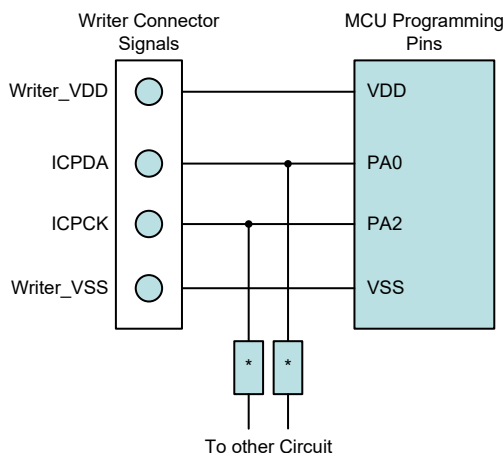 Writer Connector
Signals
MCU Programming
Pins
Writer_VDD
VDD
ICPDA
PA0
ICPCK
PA2
Writer_VSS
VSS
*
*
To other Circuit